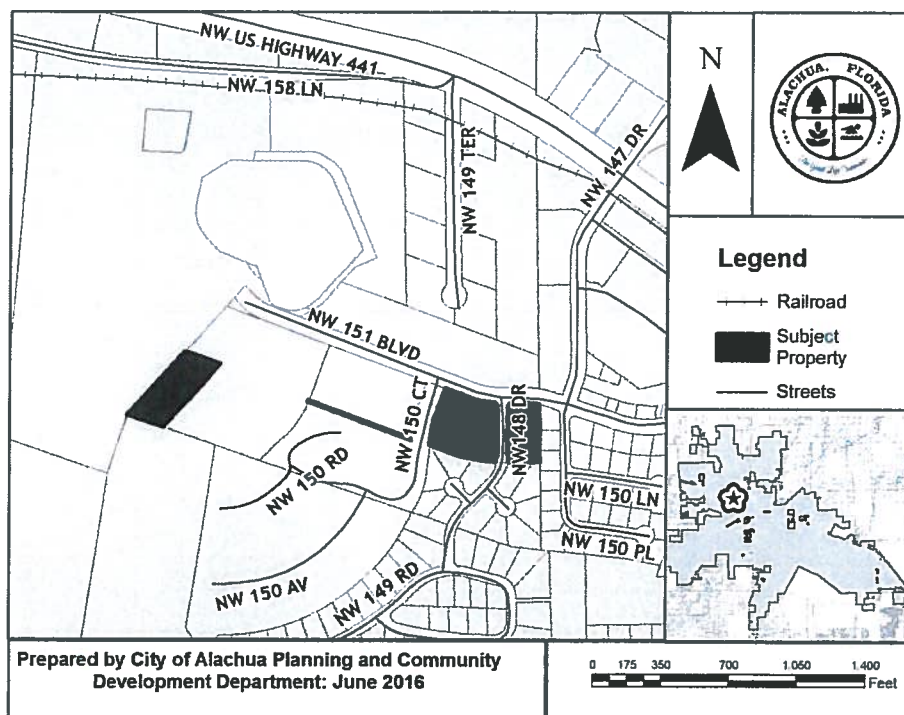 NW US HIGHWAY 441
NW 158 LN
NW 149 TER
NW 147 DR
NW 151 BLVD
NW 150 CT
NW 148 DR
NW 150 RD
NW 150 LN
NW 150 PL
NW 150 AV
NW 149 RD
N
ALACHUA, FLORIDA
Legend
Railroad
Subject
Property
Streets
Prepared by City of Alachua Planning and Community
Development Department: June 2016
0 175 350 700 1.050 1.400
Feet